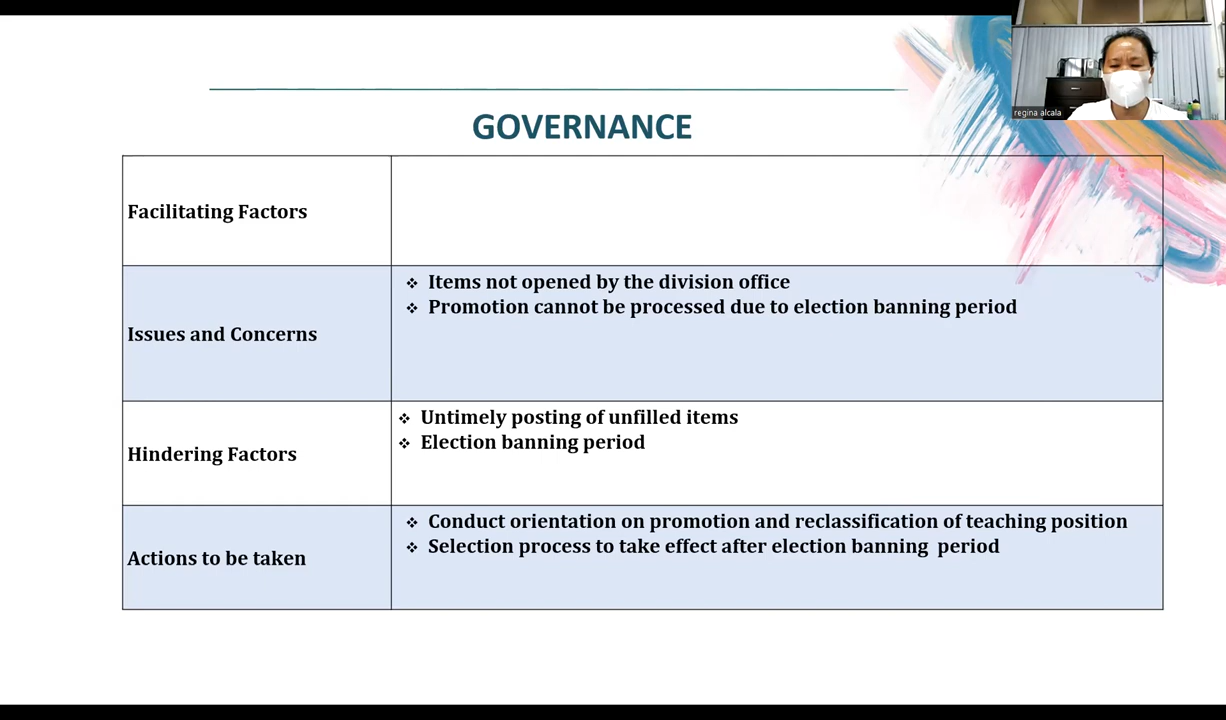 regina alcala
GOVERNANCE
Facilitating Factors
Issues and Concerns
❖ Items not opened by the division office
❖ Promotion cannot be processed due to election banning period
Hindering Factors
❖ Untimely posting of unfilled items
❖ Election banning period
Actions to be taken
❖ Conduct orientation on promotion and reclassification of teaching position
❖ Selection process to take effect after election banning  period